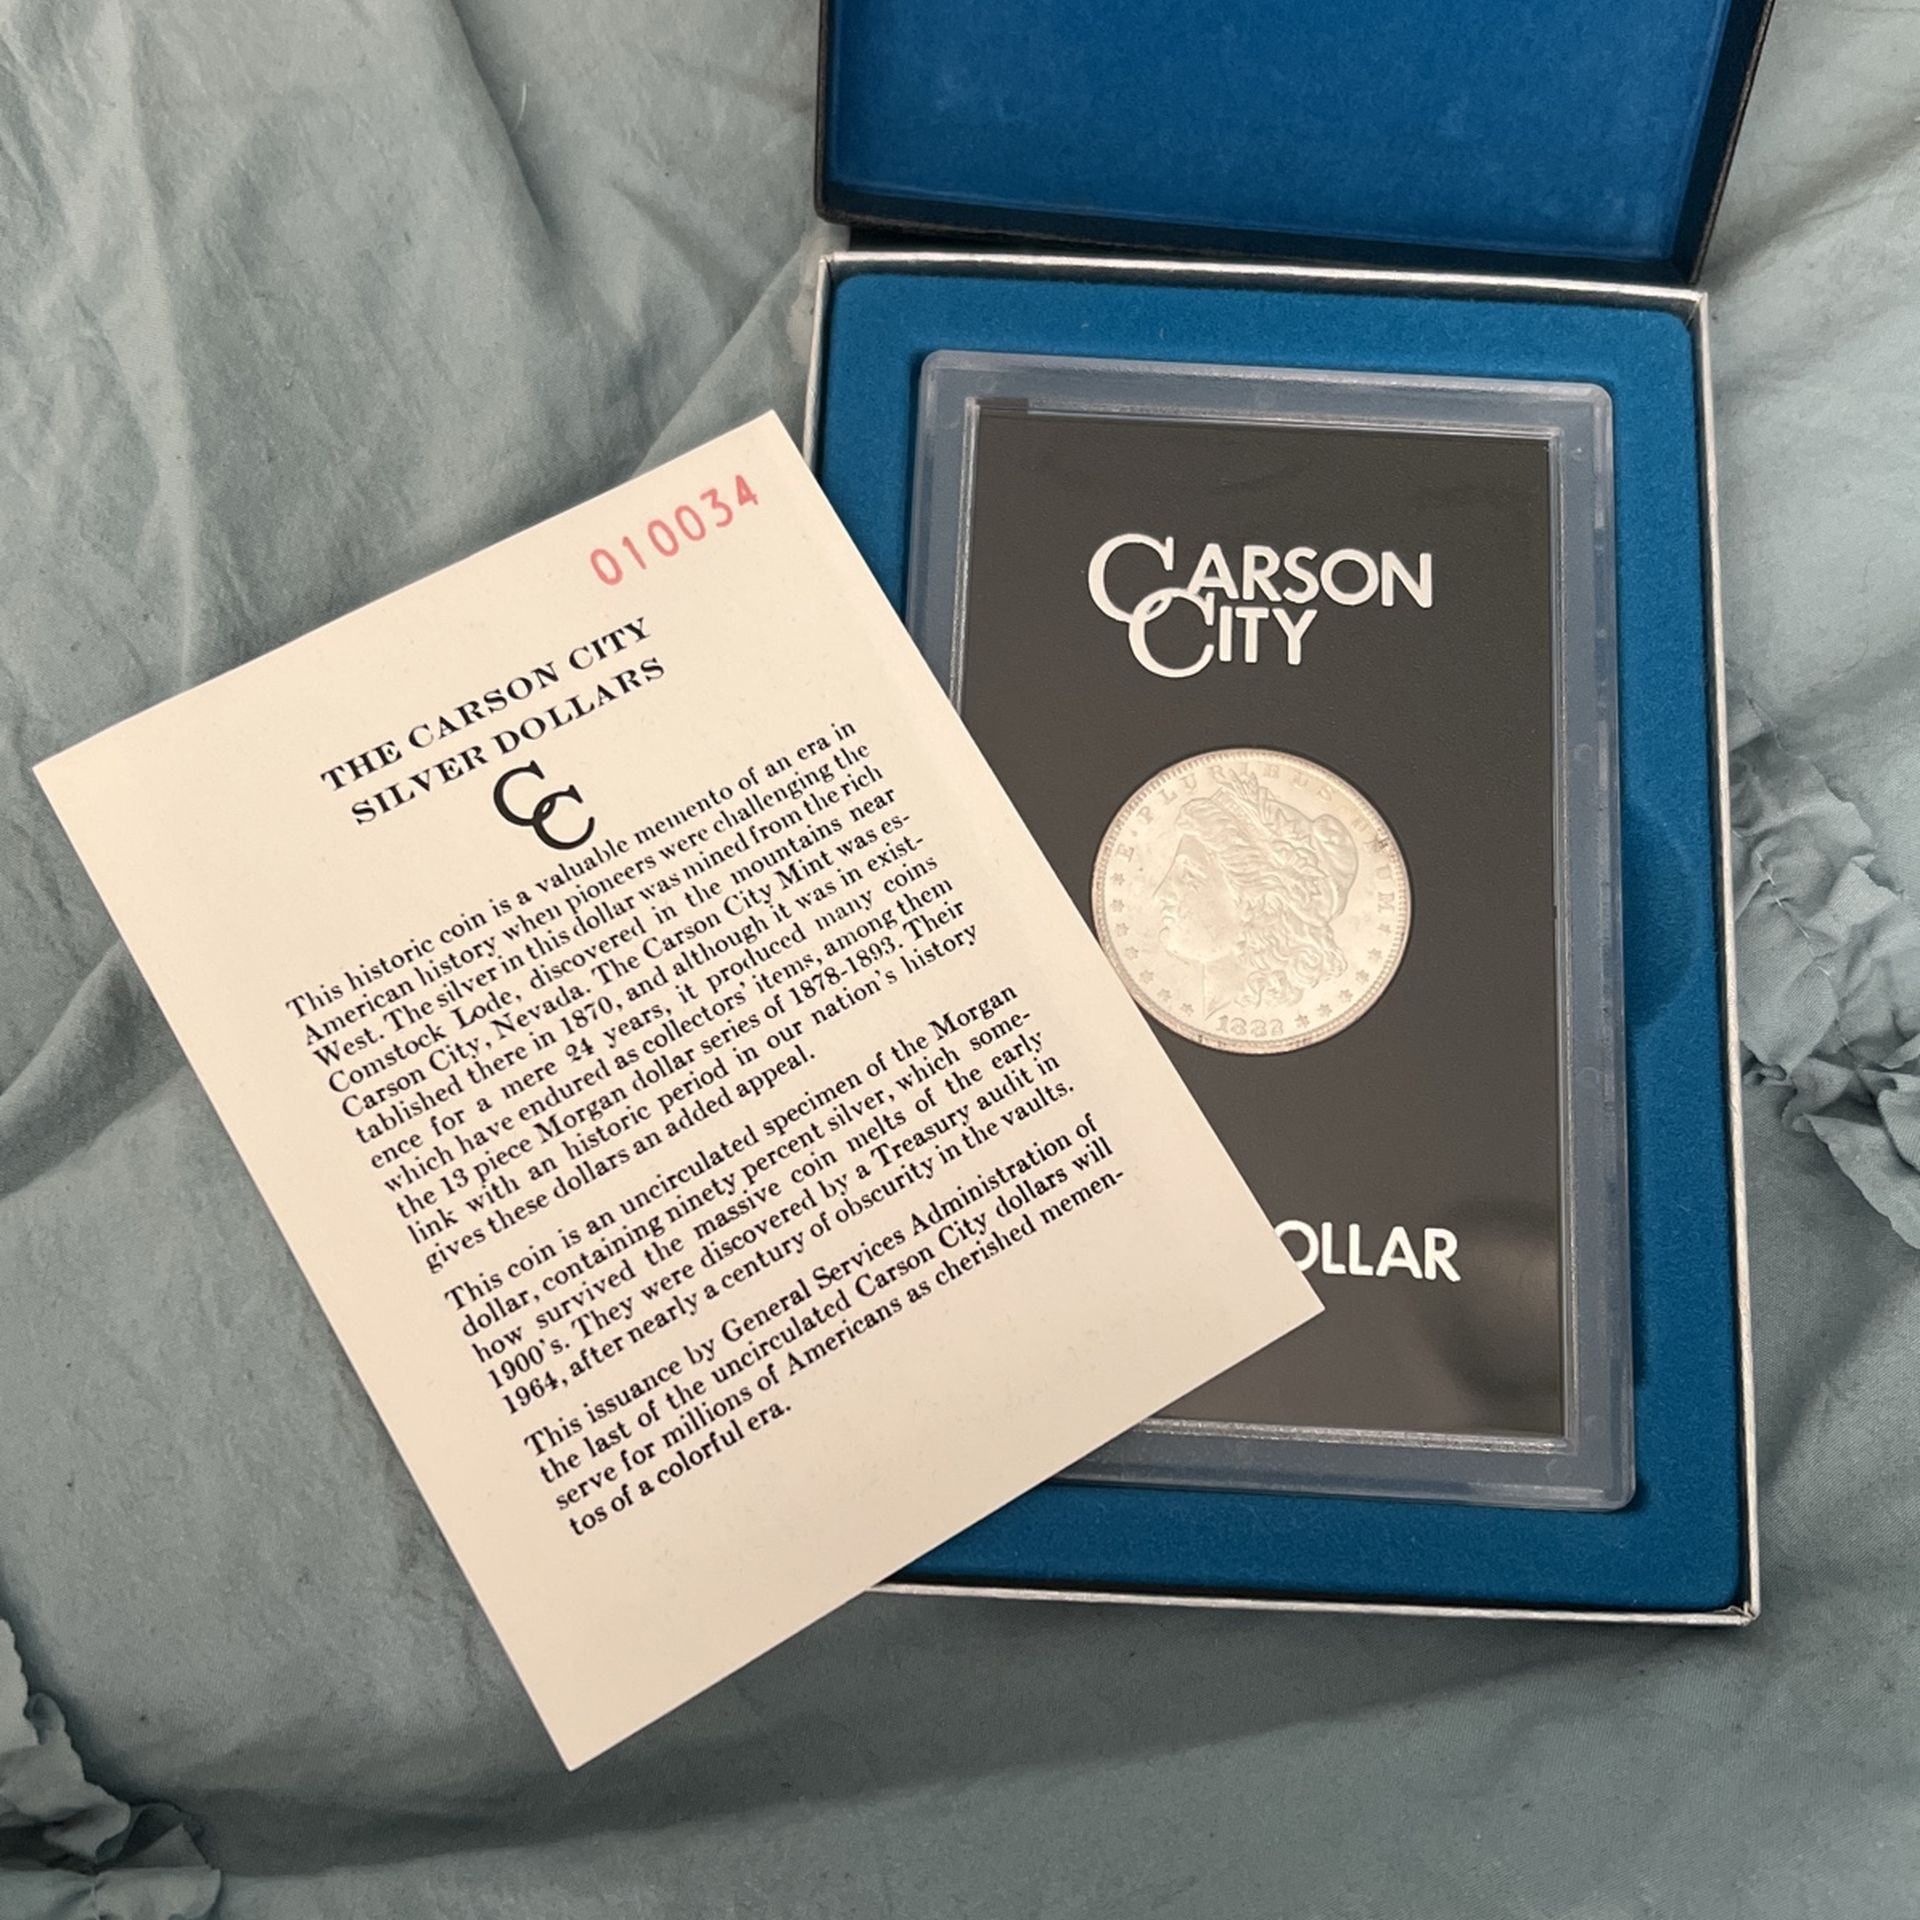 010034
THE CARSON CITY
SILVER DOLLARS
CC
This historic coin is a valuable memento of an era in
American history when pioneers were challenging the
West. The silver in this dollar was mined from the rich
Comstock Lode, discovered in the mountains near
Carson City, Nevada. The Carson City Mint was es-
tablished there in 1870, and although it was in exist-
ence for a mere 24 years, it produced many coins
which have endured as collectors' items, among them
the 13 piece Morgan dollar series of 1878-1893. Their
link with an historic period in our nation's history
gives these dollars an added appeal.
This coin is an uncirculated specimen of the Morgan
dollar, containing ninety percent silver, which some-
how survived the massive coin melts of the early
1900's. They were discovered by a Treasury audit in
1964, after nearly a century of obscurity in the vaults.
This issuance by General Services Administration of
the last of the uncirculated Carson City dollars will
serve for millions of Americans as cherished memen-
tos of a colorful era.
CARSON
CITY
E·PLURIBUS UNUM
1882
OLLAR